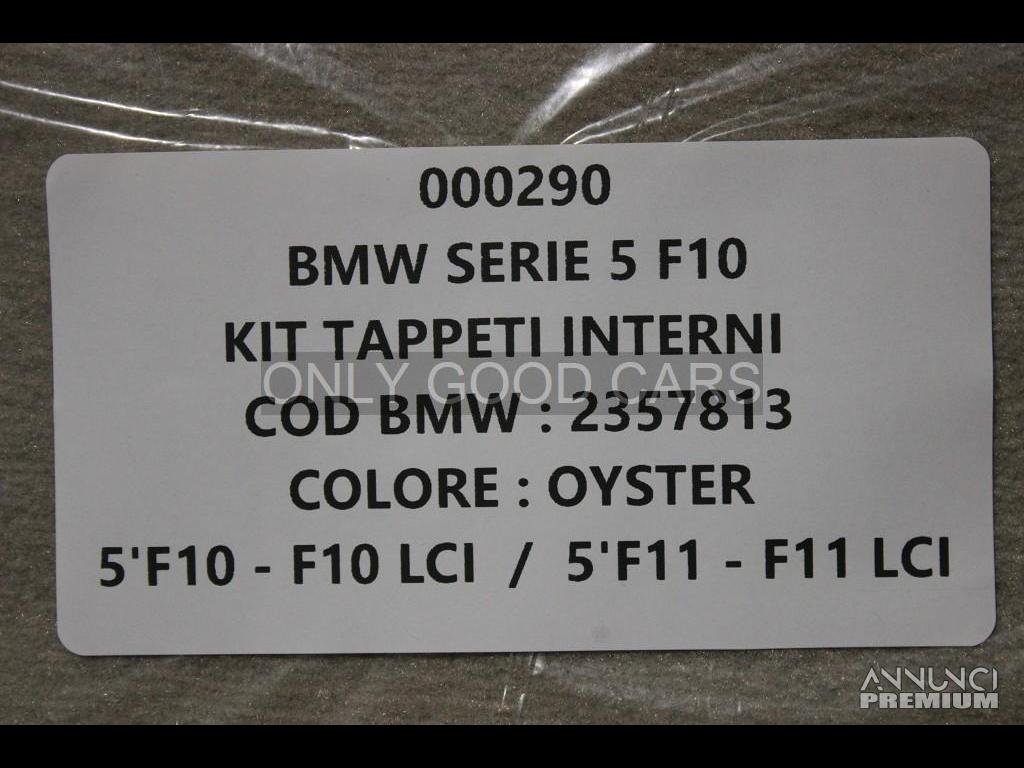 000290
BMW SERIE 5 F10
KIT TAPPETI INTERNI
ONLY GOOD CARS
COD BMW : 2357813
COLORE : OYSTER
5'F10 - F10 LCI / 5'F11 - F11 LCI
ANNUNCI
PREMIUM